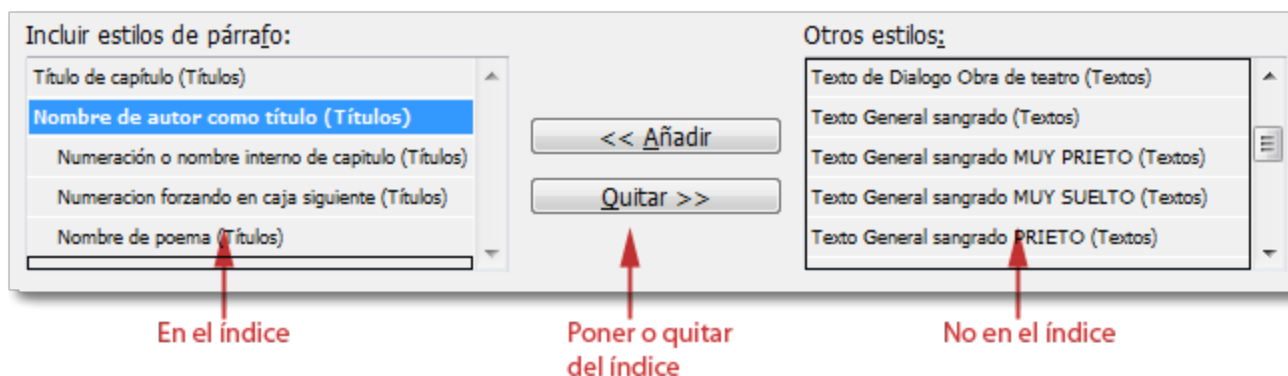 Incluir estilos de párrafo:
Título de capítulo (Títulos)
Nombre de autor como título (Títulos)
Numeración o nombre interno de capitulo (Títulos)
Numeracion forzando en caja siguiente (Títulos)
Nombre de poema (Títulos)
<< Añadir
Quitar >>
Otros estilos:
Texto de Dialogo Obra de teatro (Textos)
Texto General sangrado (Textos)
Texto General sangrado MUY PRIETO (Textos)
Texto General sangrado MUY SUELTO (Textos)
Texto General sangrado PRIETO (Textos)
En el índice
Poner o quitar
del índice
No en el índice